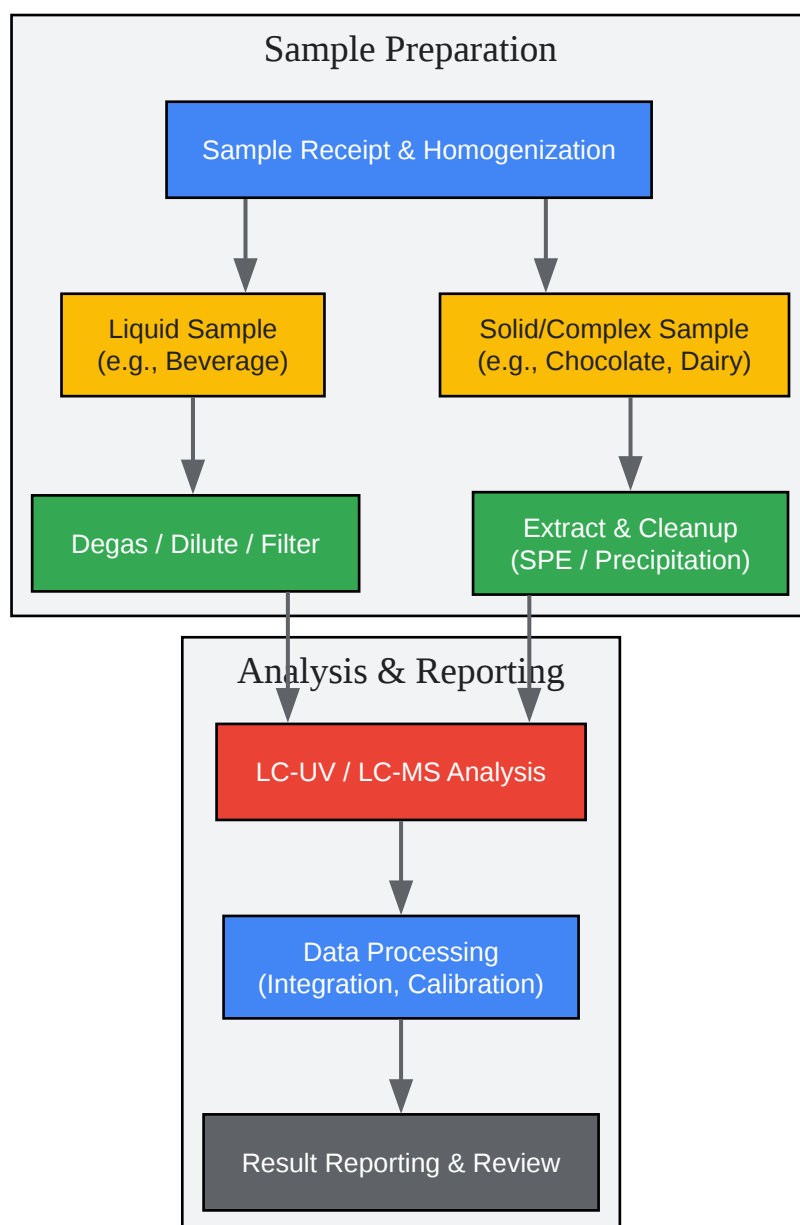 Sample Preparation
Sample Receipt & Homogenization
Liquid Sample
(e.g., Beverage)
Solid/Complex Sample
(e.g., Chocolate, Dairy)
Degas / Dilute / Filter
Extract & Cleanup
(SPE / Precipitation)
Analysis & Reporting
LC-UV / LC-MS Analysis
Data Processing
(Integration, Calibration)
Result Reporting & Review